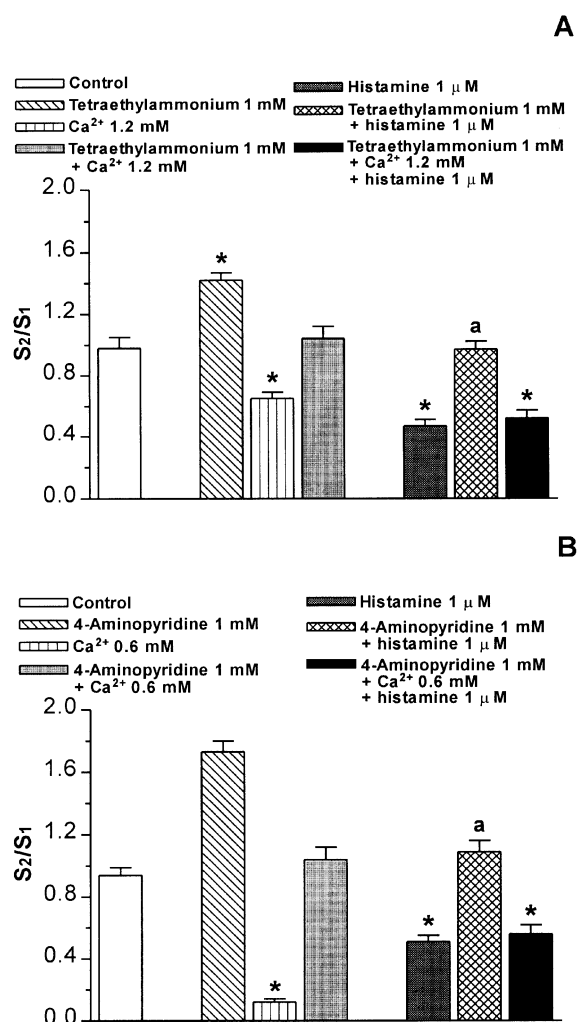 A
Control
Tetraethylammonium 1 mM
Ca²⁺ 1.2 mM
Tetraethylammonium 1 mM
+ Ca²⁺ 1.2 mM
Histamine 1 μM
Tetraethylammonium 1 mM
+ histamine 1 μM
Tetraethylammonium 1 mM
+ Ca²⁺ 1.2 mM
+ histamine 1 μM
2.0
1.6
1.2
0.8
0.4
0.0
S₂/S₁
*
*
*
a
*
B
Control
4-Aminopyridine 1 mM
Ca²⁺ 0.6 mM
4-Aminopyridine 1 mM
+ Ca²⁺ 0.6 mM
Histamine 1 μM
4-Aminopyridine 1 mM
+ histamine 1 μM
4-Aminopyridine 1 mM
+ Ca²⁺ 0.6 mM
+ histamine 1 μM
2.0
1.6
1.2
0.8
0.4
0.0
S₂/S₁
*
*
a
*